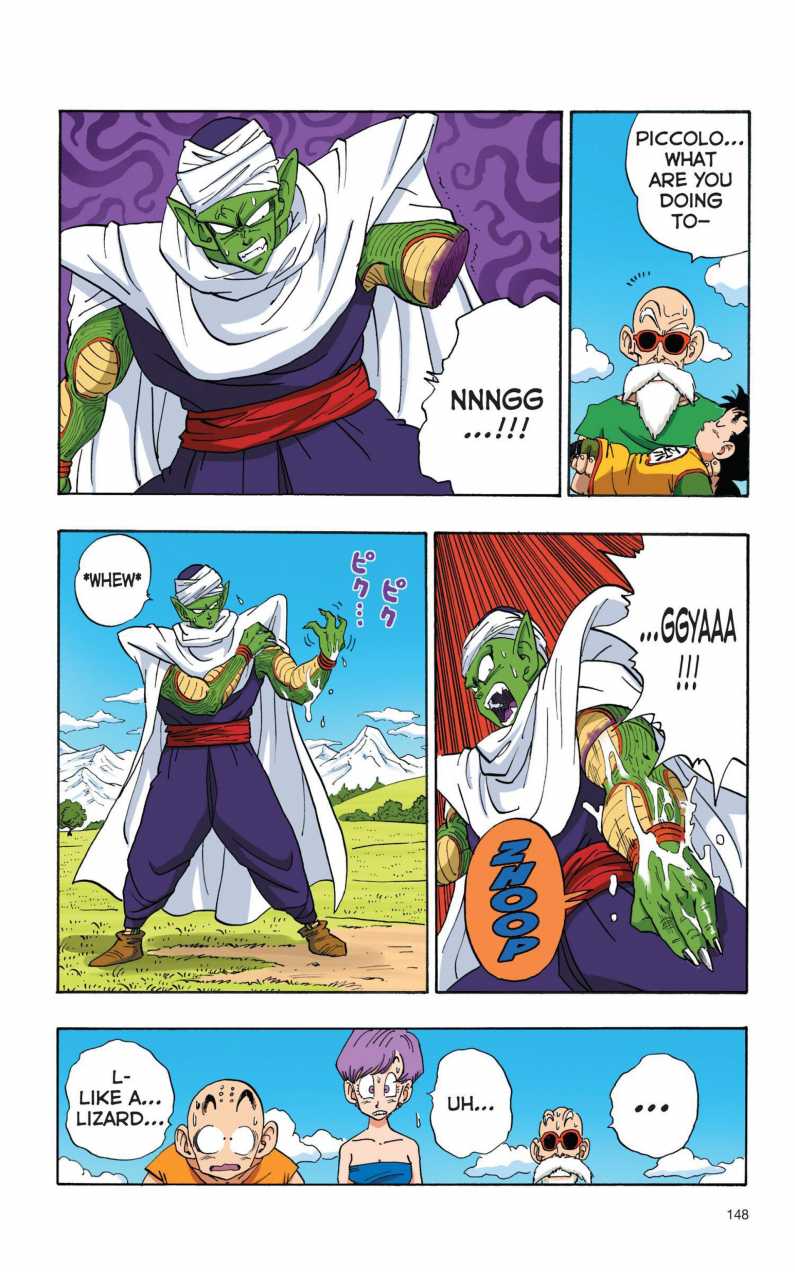 PICCOLO...
WHAT
ARE YOU
DOING
TO–
NNNGG
...!!!
...GGYAAA
!!!
ZHOOP
ピク
ピク...
*WHEW*
...
UH...
L-
LIKE A...
LIZARD...
148